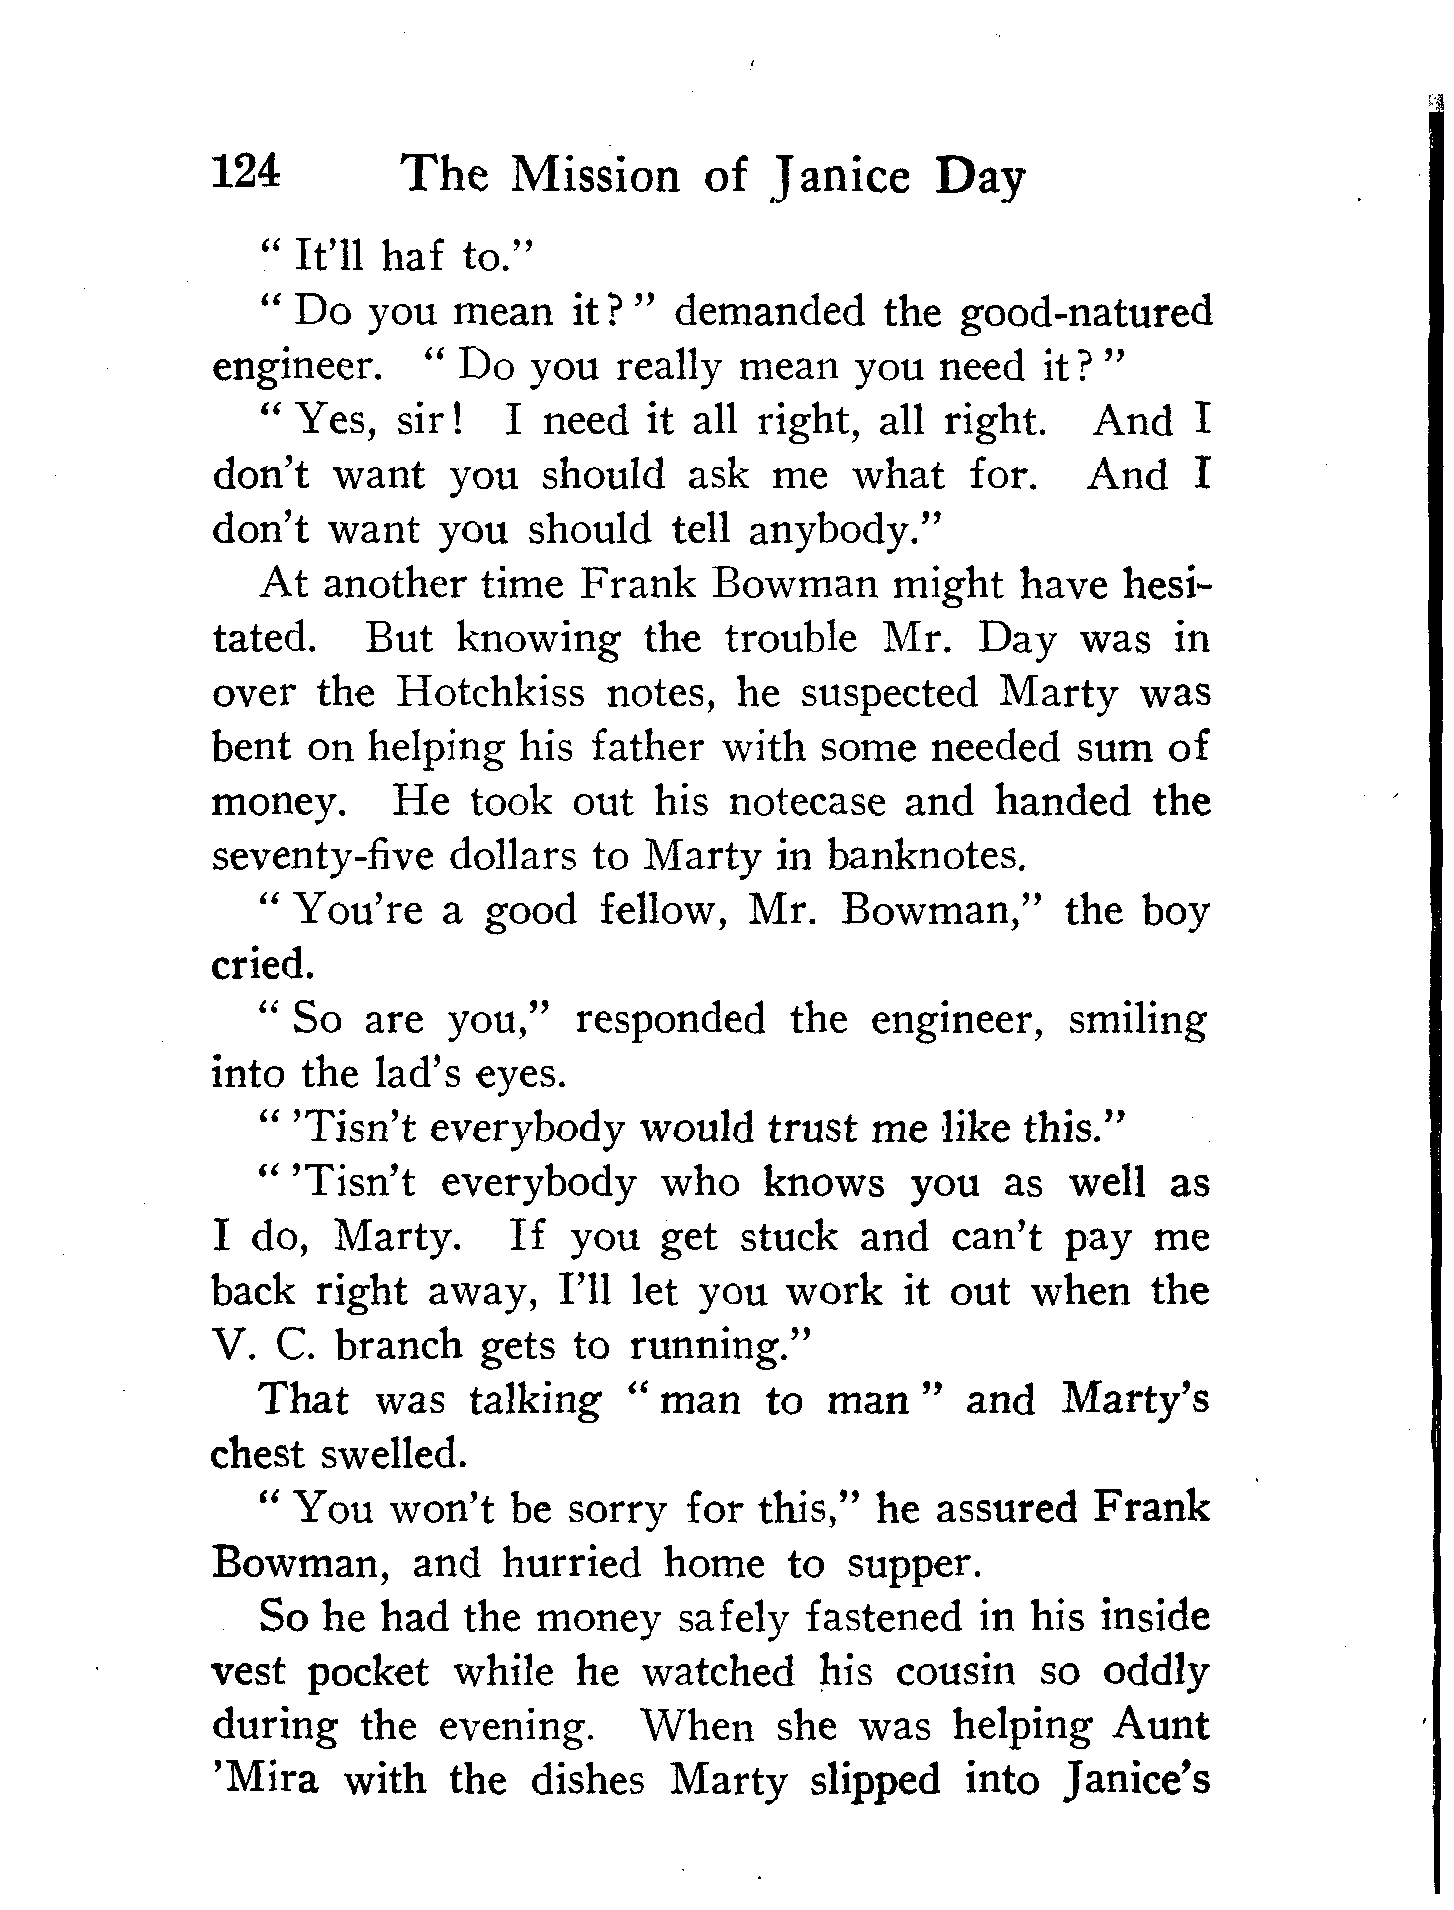 124 The Mission of Janice Day
“ It’ll haf to.”
“ Do you mean it? ” demanded the good-natured
engineer. “ Do you really mean you need it? ”
“ Yes, sir! I need it all right, all right. And I
don’t want you should ask me what for. And I
don’t want you should tell anybody.”
At another time Frank Bowman might have hesi-
tated. But knowing the trouble Mr. Day was in
over the Hotchkiss notes, he suspected Marty was
bent on helping his father with some needed sum of
money. He took out his notecase and handed the
seventy-five dollars to Marty in banknotes.
“ You’re a good fellow, Mr. Bowman,” the boy
cried.
“ So are you,” responded the engineer, smiling
into the lad’s eyes.
“ ’Tisn’t everybody would trust me like this.”
“ ’Tisn’t everybody who knows you as well as
I do, Marty. If you get stuck and can’t pay me
back right away, I’ll let you work it out when the
V. C. branch gets to running.”
That was talking “ man to man ” and Marty’s
chest swelled.
“ You won’t be sorry for this,” he assured Frank
Bowman, and hurried home to supper.
So he had the money safely fastened in his inside
vest pocket while he watched his cousin so oddly
during the evening. When she was helping Aunt
’Mira with the dishes Marty slipped into Janice’s